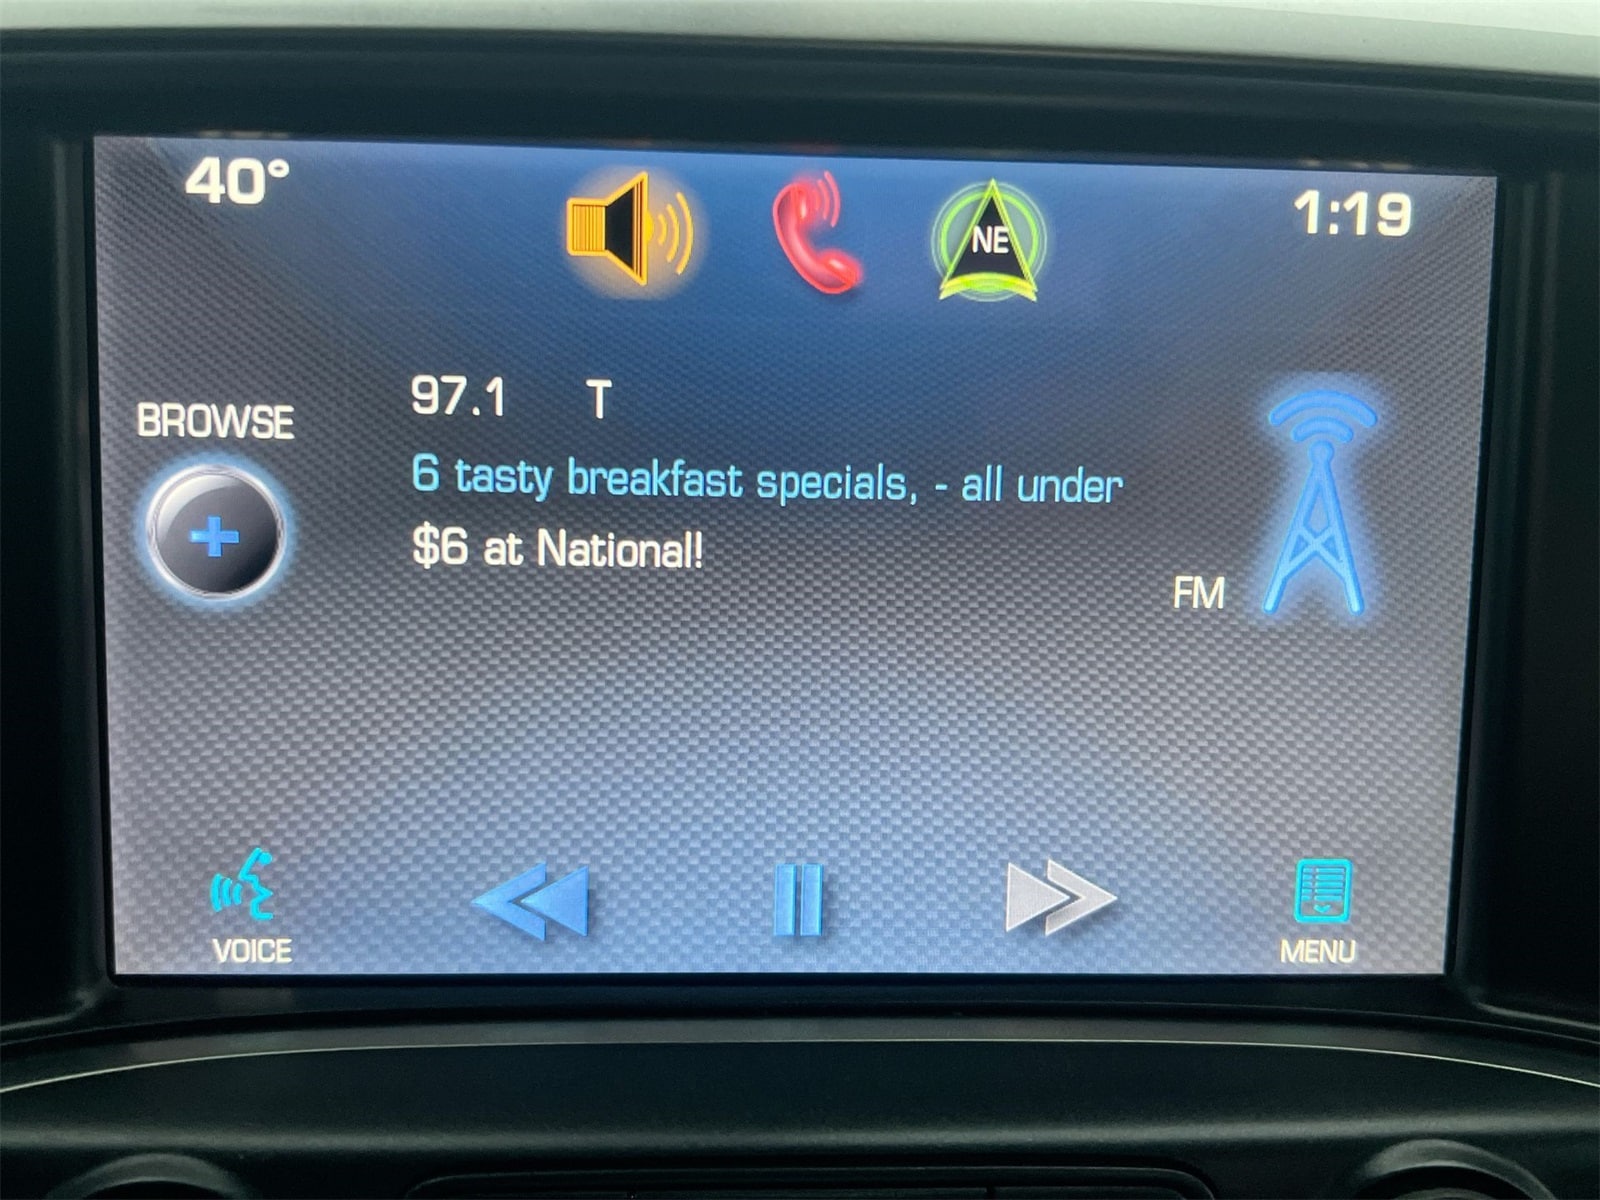 40°
NE
1:19
97.1 T
BROWSE
6 tasty breakfast specials, - all under
$6 at National!
FM
VOICE
MENU